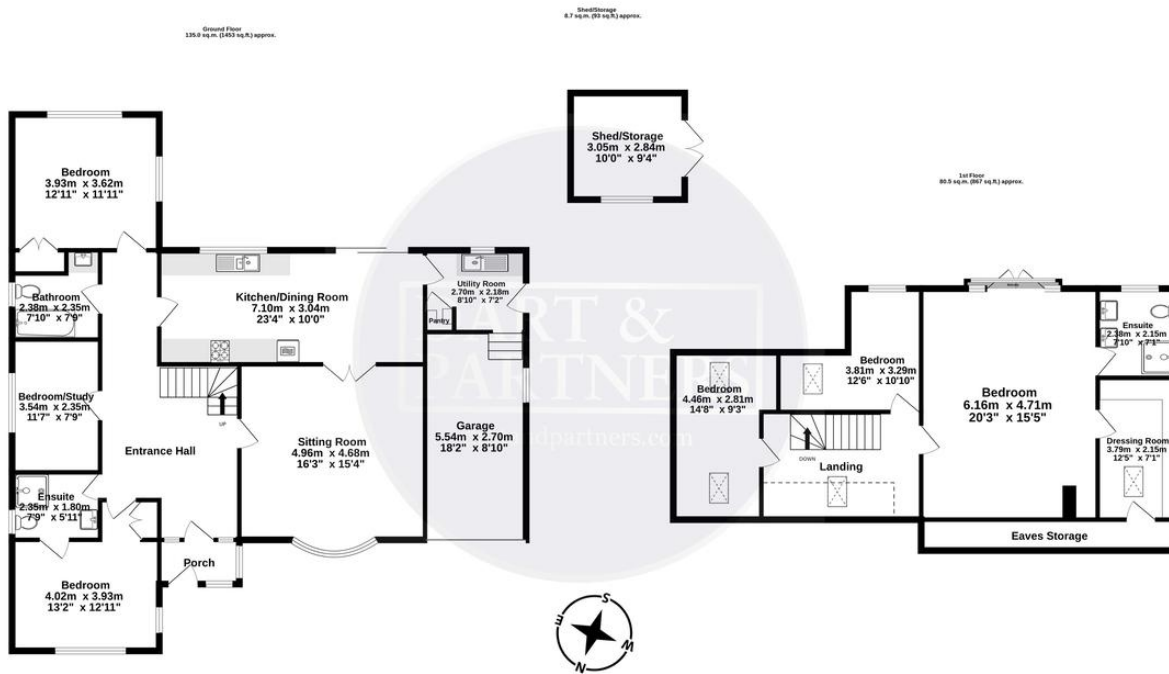 Shed/Storage
8.7 sq.m. (93 sq.ft.) approx.
Ground Floor
135.0 sq.m. (1453 sq.ft.) approx.
1st Floor
80.5 sq.m. (867 sq.ft.) approx.
Bedroom
3.93m x 3.62m
12'11" x 11'11"
Bathroom
2.38m x 2.35m
7'10" x 7'9"
Bedroom/Study
3.54m x 2.35m
11'7" x 7'9"
Ensuite
2.35m x 1.80m
7'9" x 5'11"
Bedroom
4.02m x 3.93m
13'2" x 12'11"
Entrance Hall
UP
Porch
Kitchen/Dining Room
7.10m x 3.04m
23'4" x 10'0"
Sitting Room
4.96m x 4.68m
16'3" x 15'4"
Utility Room
2.70m x 2.18m
8'10" x 7'2"
Pantry
Garage
5.54m x 2.70m
18'2" x 8'10"
Shed/Storage
3.05m x 2.84m
10'0" x 9'4"
ART &
PARTNERS
ndpartners.com
Bedroom
4.46m x 2.81m
14'8" x 9'3"
Bedroom
3.81m x 3.29m
12'6" x 10'10"
DOWN
Landing
Bedroom
6.16m x 4.71m
20'3" x 15'5"
Ensuite
2.38m x 2.15m
7'10" x 7'1"
Dressing Room
3.79m x 2.15m
12'5" x 7'1"
Eaves Storage
S
E
W
N